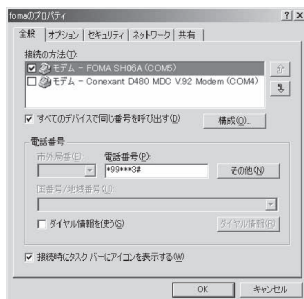 fomaのプロパティ
全般 オプション セキュリティ ネットワーク 共有
接続の方法(T):
モデム - FOMA SH06A (COM5)
モデム - Conexant D480 MDC V.92 Modem (COM4)
すべてのデバイスで同じ番号を呼び出す(D) 構成(O)...
電話番号
市外局番(E): 電話番号(P):
*99***3# その他(N)
国番号/地域番号(U):
ダイヤル情報を使う(S) ダイヤル情報(R)
接続時にタスク バーにアイコンを表示する(W)
OK キャンセル